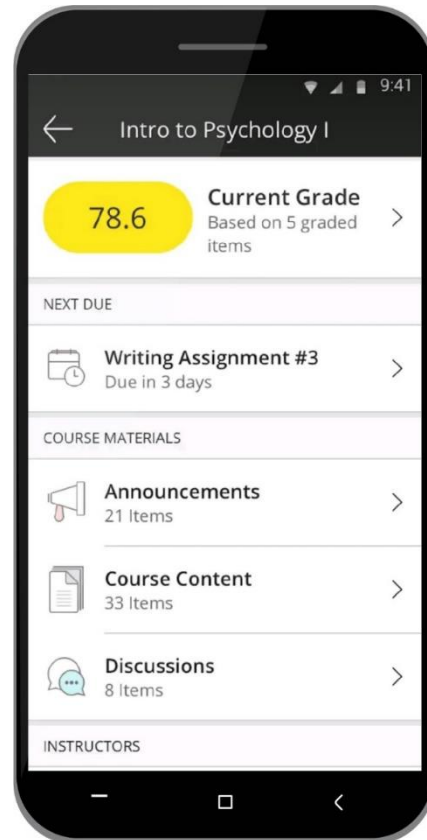 9:41
Intro to Psychology I
78.6
Current Grade
Based on 5 graded
items
NEXT DUE
Writing Assignment #3
Due in 3 days
COURSE MATERIALS
Announcements
21 Items
Course Content
33 Items
Discussions
8 Items
INSTRUCTORS